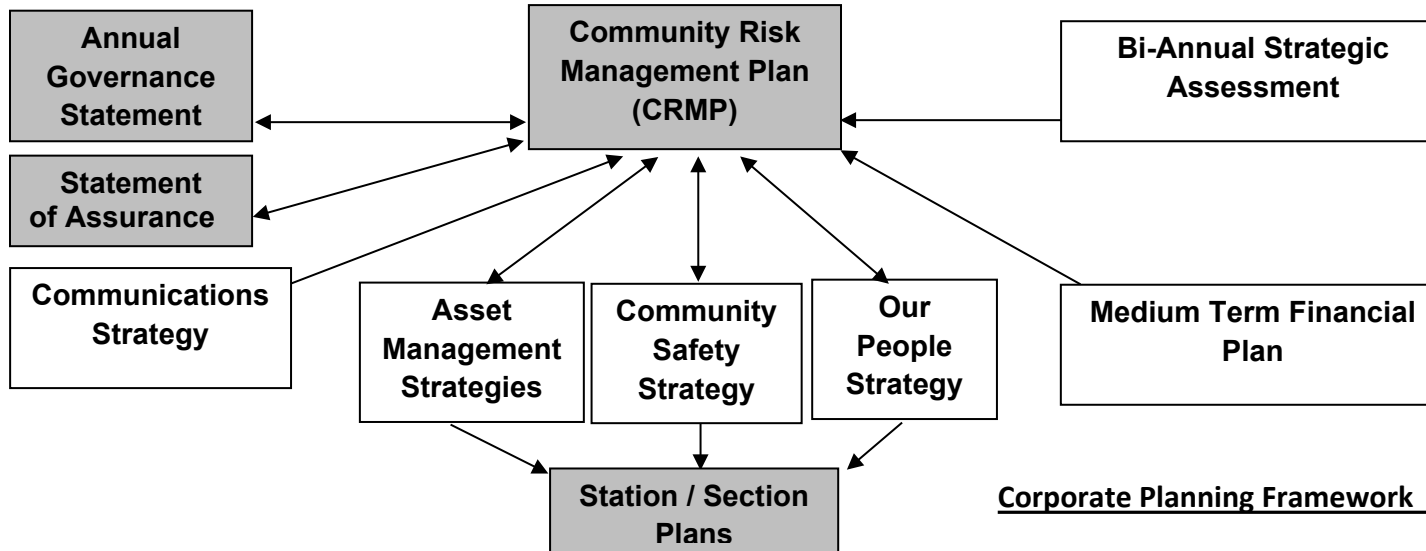 Annual
Governance
Statement
Community Risk
Management Plan
(CRMP)
Bi-Annual Strategic
Assessment
Statement
of Assurance
Communications
Strategy
Asset
Management
Strategies
Community
Safety
Strategy
Our
People
Strategy
Medium Term Financial
Plan
Station / Section
Plans
Corporate Planning Framework